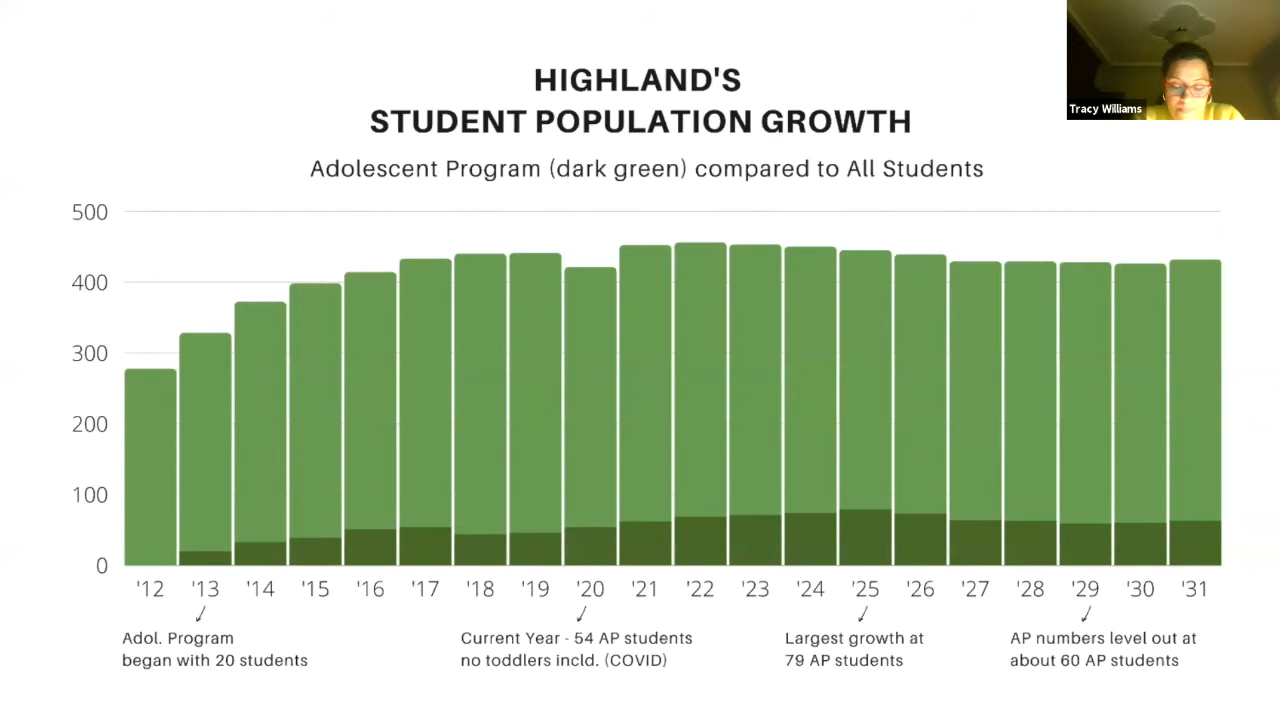 HIGHLAND'S
STUDENT POPULATION GROWTH
Adolescent Program (dark green) compared to All Students
Tracy Williams
500
400
300
200
100
0
'12 '13 '14 '15 '16 '17 '18 '19 '20 '21 '22 '23 '24 '25 '26 '27 '28 '29 '30 '31
Adol. Program
began with 20 students
Current Year - 54 AP students
no toddlers incld. (COVID)
Largest growth at
79 AP students
AP numbers level out at
about 60 AP students